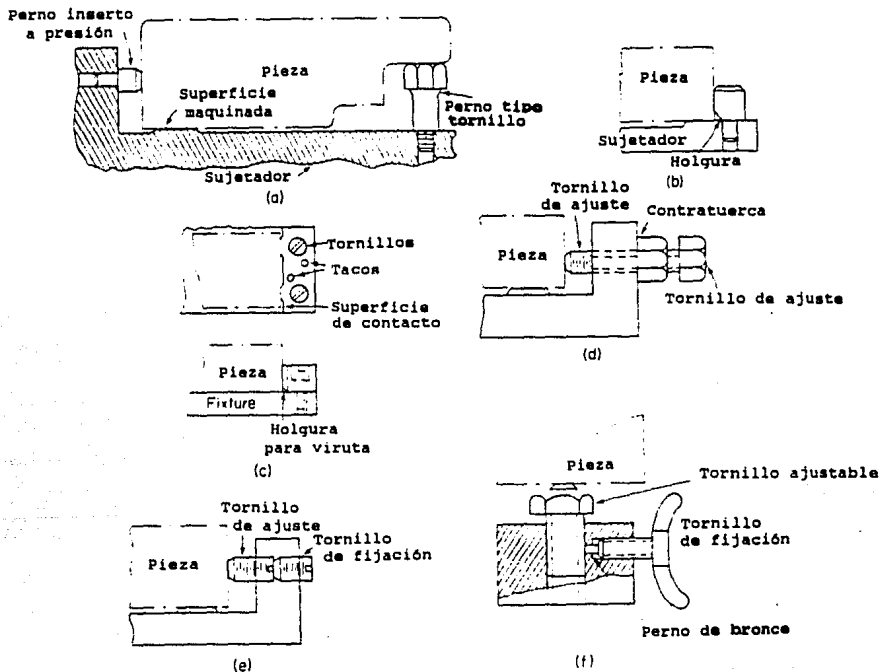 Perno inserto
a presión
Pieza
Superficie
maquinada
Perno tipo
tornillo
Sujetador
(a)
Pieza
Sujetador
Holgura
(b)
Tornillos
Tacos
Superficie
de contacto
Pieza
Fixture
Holgura
para viruta
(c)
Tornillo
de ajuste
Contratuerca
Pieza
Tornillo de ajuste
(d)
Tornillo
de ajuste
Tornillo
de fijación
Pieza
(e)
Pieza
Tornillo ajustable
Tornillo
de fijación
Perno de bronce
(f)